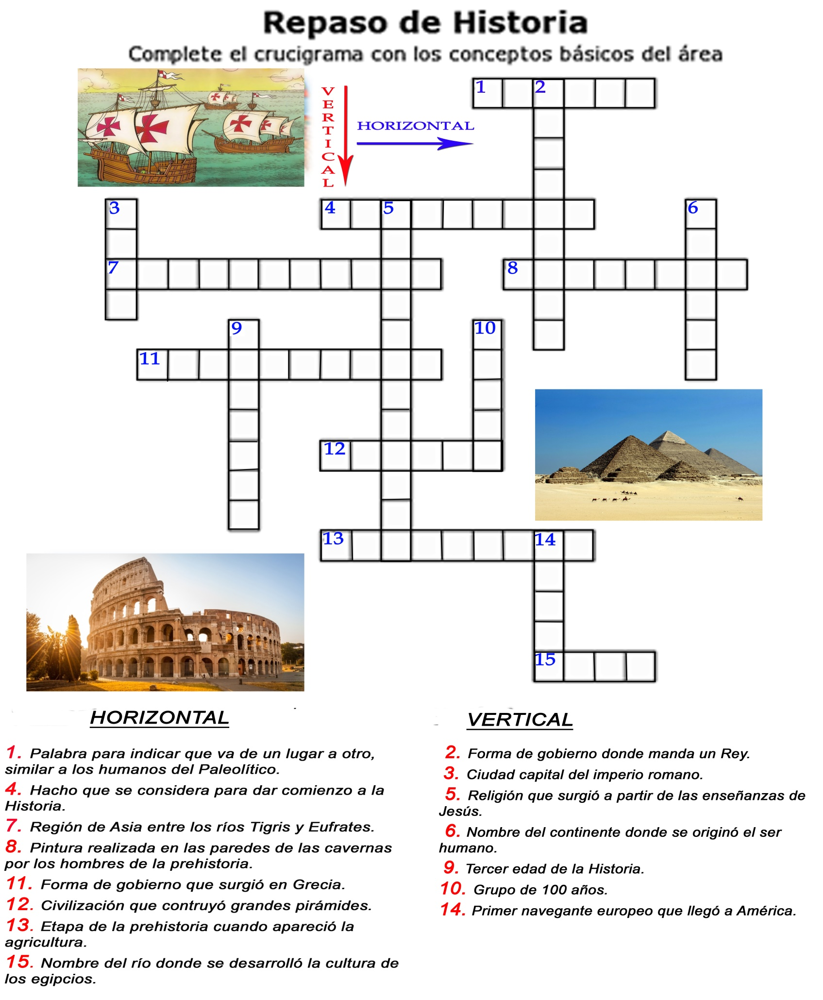 Repaso de Historia
Complete el crucigrama con los conceptos básicos del área
VERTICAL
HORIZONTAL
1
2
3
4
5
6
7
8
9
10
11
12
13
14
15
HORIZONTAL
1. Palabra para indicar que va de un lugar a otro,
similar a los humanos del Paleolítico.
4. Hacho que se considera para dar comienzo a la
Historia.
7. Región de Asia entre los ríos Tigris y Eufrates.
8. Pintura realizada en las paredes de las cavernas
por los hombres de la prehistoria.
11. Forma de gobierno que surgió en Grecia.
12. Civilización que contruyó grandes pirámides.
13. Etapa de la prehistoria cuando apareció la
agricultura.
15. Nombre del río donde se desarrolló la cultura de
los egipcios.
VERTICAL
2. Forma de gobierno donde manda un Rey.
3. Ciudad capital del imperio romano.
5. Religión que surgió a partir de las enseñanzas de
Jesús.
6. Nombre del continente donde se originó el ser
humano.
9. Tercer edad de la Historia.
10. Grupo de 100 años.
14. Primer navegante europeo que llegó a América.